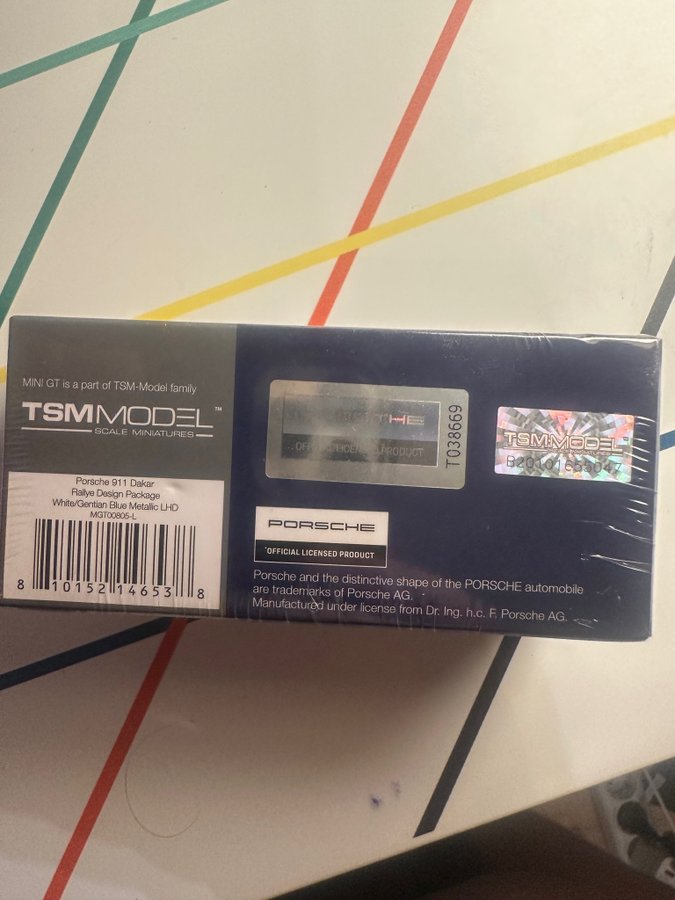 MINI GT is a part of TSM-Model family
TSMMODEL™
SCALE MINIATURES
Porsche 911 Dakar
Rallye Design Package
White/Gentian Blue Metallic LHD
MGT00805-L
8 10152 14653 8
OFFICIAL LICENSED PRODUCT
T038669
TSMMODEL
PORSCHE
OFFICIAL LICENSED PRODUCT
Porsche and the distinctive shape of the PORSCHE automobile
are trademarks of Porsche AG.
Manufactured under license from Dr. Ing. h.c. F. Porsche AG.